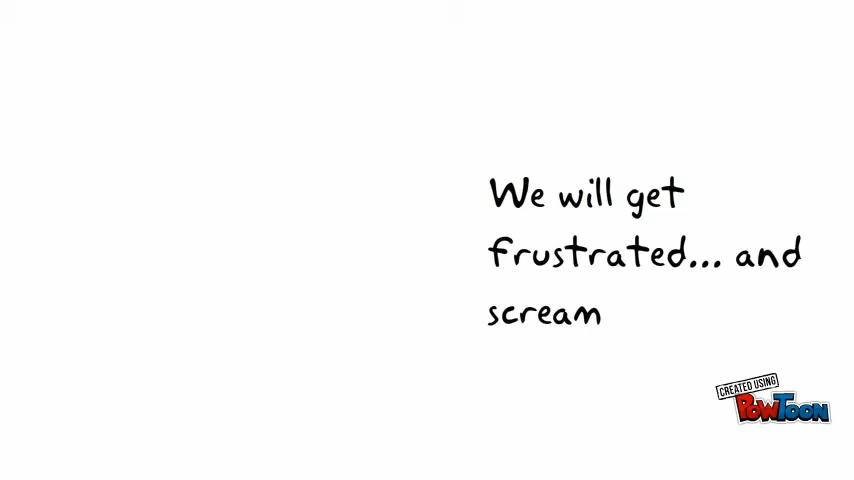 We will get
frustrated... and
scream
CREATED USING
POWTOON